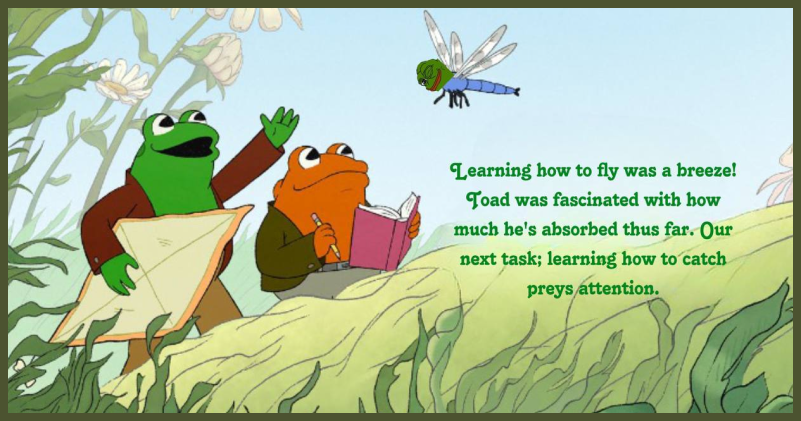 Learning how to fly was a breeze!
Toad was fascinated with how
much he's absorbed thus far. Our
next task; learning how to catch
preys attention.